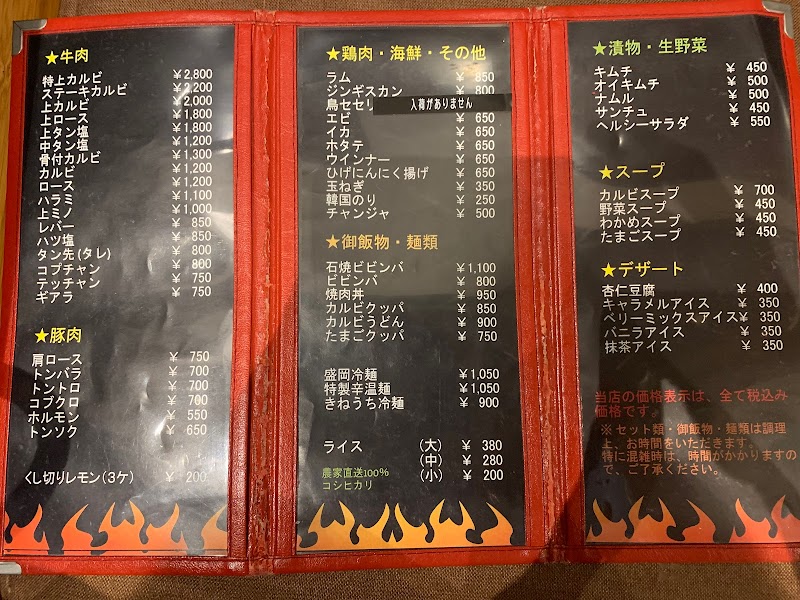 ★牛肉
特上カルビ ￥2,800
ステーキカルビ ￥2,200
上カルビ ￥2,000
上ロース ￥1,800
上タン塩 ￥1,800
中タン塩 ￥1,200
骨付カルビ ￥1,300
カルビ ￥1,200
ロース ￥1,200
ハラミ ￥1,100
上ミノ ￥1,000
レバー ￥ 850
ハツ塩 ￥ 850
タン先(タレ) ￥ 800
コプチャン ￥ 800
テッチャン ￥ 750
ギアラ ￥ 750
★豚肉
肩ロース ￥ 750
トンバラ ￥ 700
トントロ ￥ 700
コブクロ ￥ 700
ホルモン ￥ 550
トンソク ￥ 650
くし切りレモン(3ケ) ￥ 200
★鶏肉・海鮮・その他
ラム ￥ 850
ジンギスカン ￥ 800
鳥セセリ 入荷がありません
エビ ￥ 650
イカ ￥ 650
ホタテ ￥ 650
ウインナー ￥ 650
ひげにんにく揚げ ￥ 650
玉ねぎ ￥ 350
韓国のり ￥ 250
チャンジャ ￥ 500
★御飯物・麺類
石焼ビビンバ ￥1,100
ビビンバ ￥ 800
焼肉丼 ￥ 950
カルビクッパ ￥ 850
カルビうどん ￥ 900
たまごクッパ ￥ 750
盛岡冷麺 ￥1,050
特製辛温麺 ￥1,050
きねうち冷麺 ￥ 900
ライス (大) ￥ 380
(中) ￥ 280
(小) ￥ 200
農家直送100%
コシヒカリ
★漬物・生野菜
キムチ ￥ 450
オイキムチ ￥ 500
ナムル ￥ 500
サンチュ ￥ 450
ヘルシーサラダ ￥ 550
★スープ
カルビスープ ￥ 700
野菜スープ ￥ 450
わかめスープ ￥ 450
たまごスープ ￥ 450
★デザート
杏仁豆腐 ￥ 400
キャラメルアイス ￥ 350
ベリーミックスアイス￥ 350
バニラアイス ￥ 350
抹茶アイス ￥ 350
当店の価格表示は、全て税込み
価格です。
※セット類・御飯物・麺類は調理
上、お時間をいただきます。
特に混雑時は、時間がかかりますの
で、ご了承ください。